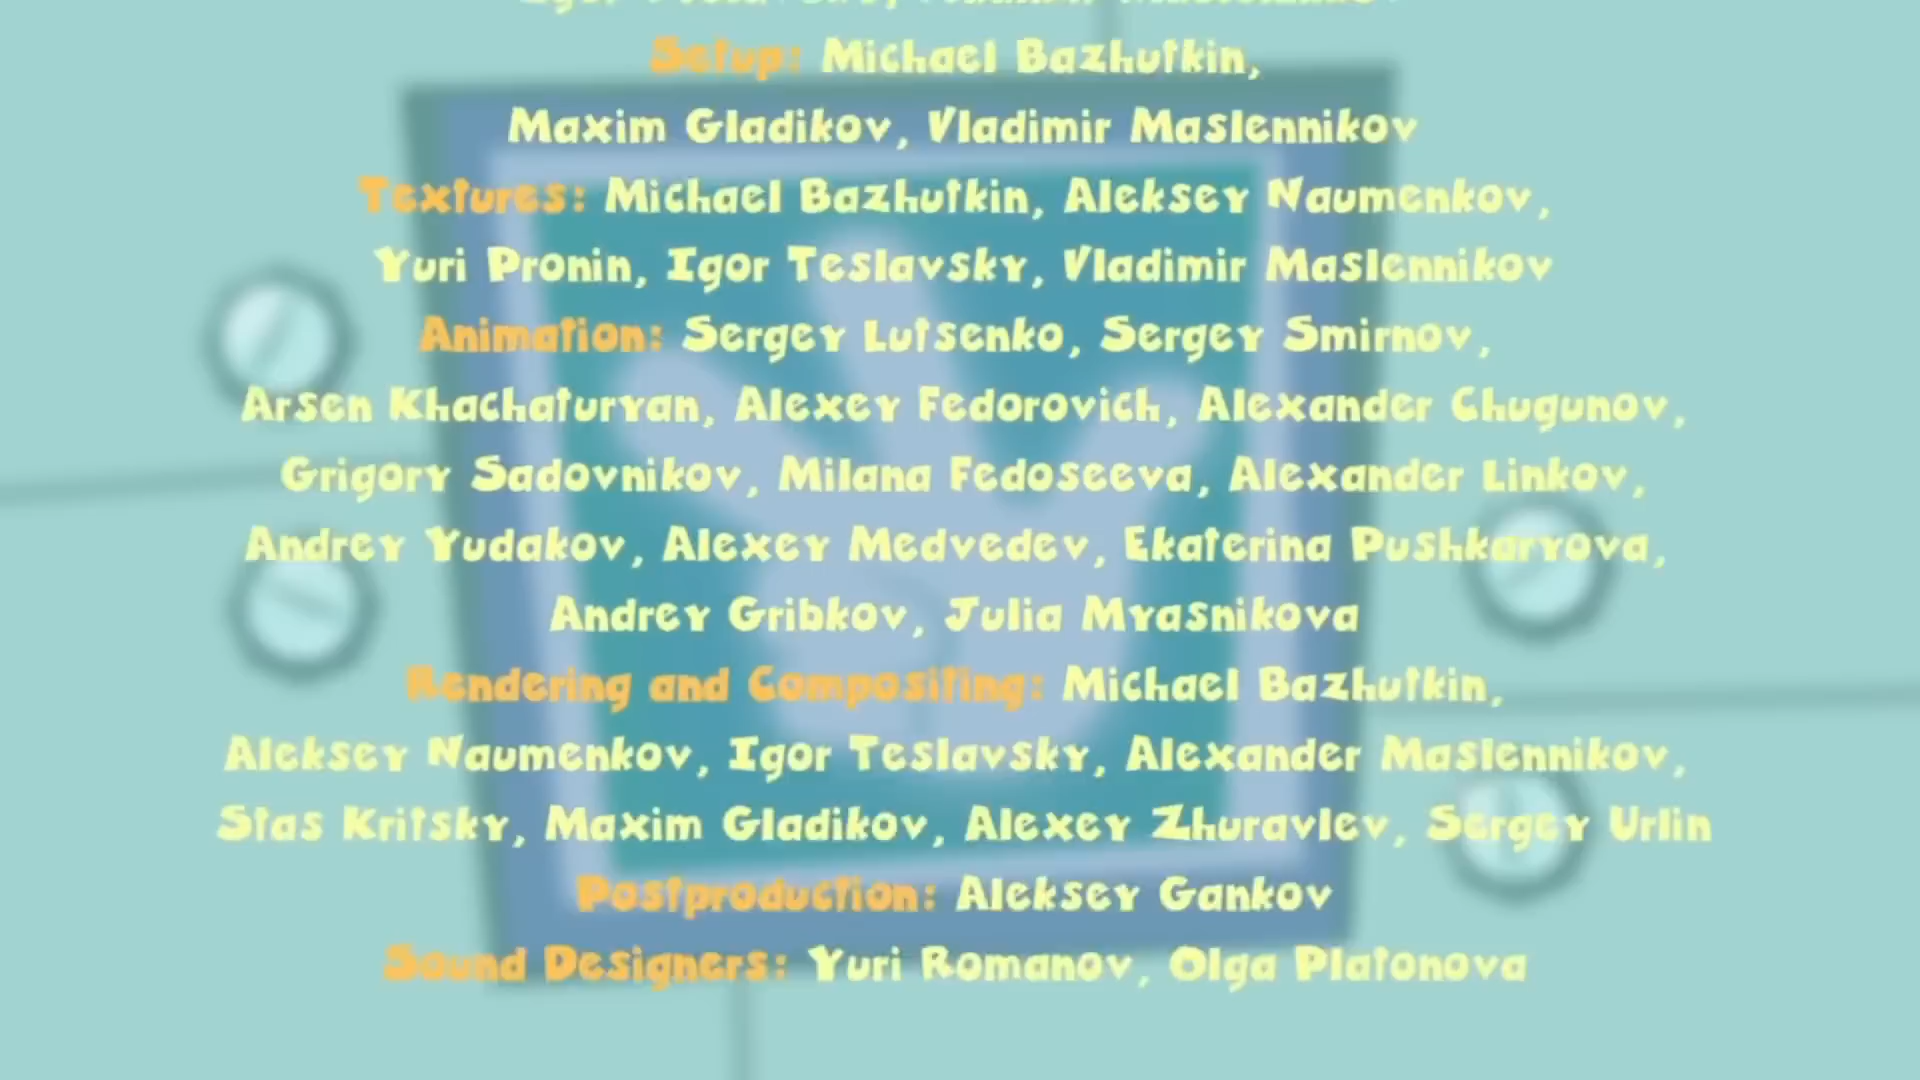 Setup: Michael Bazhutkin,
Maxim Gladikov, Vladimir Maslennikov
Textures: Michael Bazhutkin, Aleksey Naumenkov,
Yuri Pronin, Igor Teslavsky, Vladimir Maslennikov
Animation: Sergey Lutsenko, Sergey Smirnov,
Arsen Khachaturyan, Alexey Fedorovich, Alexander Chugunov,
Grigory Sadovnikov, Milana Fedoseeva, Alexander Linkov,
Andrey Yudakov, Alexey Medvedev, Ekaterina Pushkaryova,
Andrey Gribkov, Julia Myasnikova
Rendering and Compositing: Michael Bazhutkin,
Aleksey Naumenkov, Igor Teslavsky, Alexander Maslennikov,
Stas Kritsky, Maxim Gladikov, Alexey Zhuravlev, Sergey Urlin
Postproduction: Aleksey Gankov
Sound Designers: Yuri Romanov, Olga Platonova